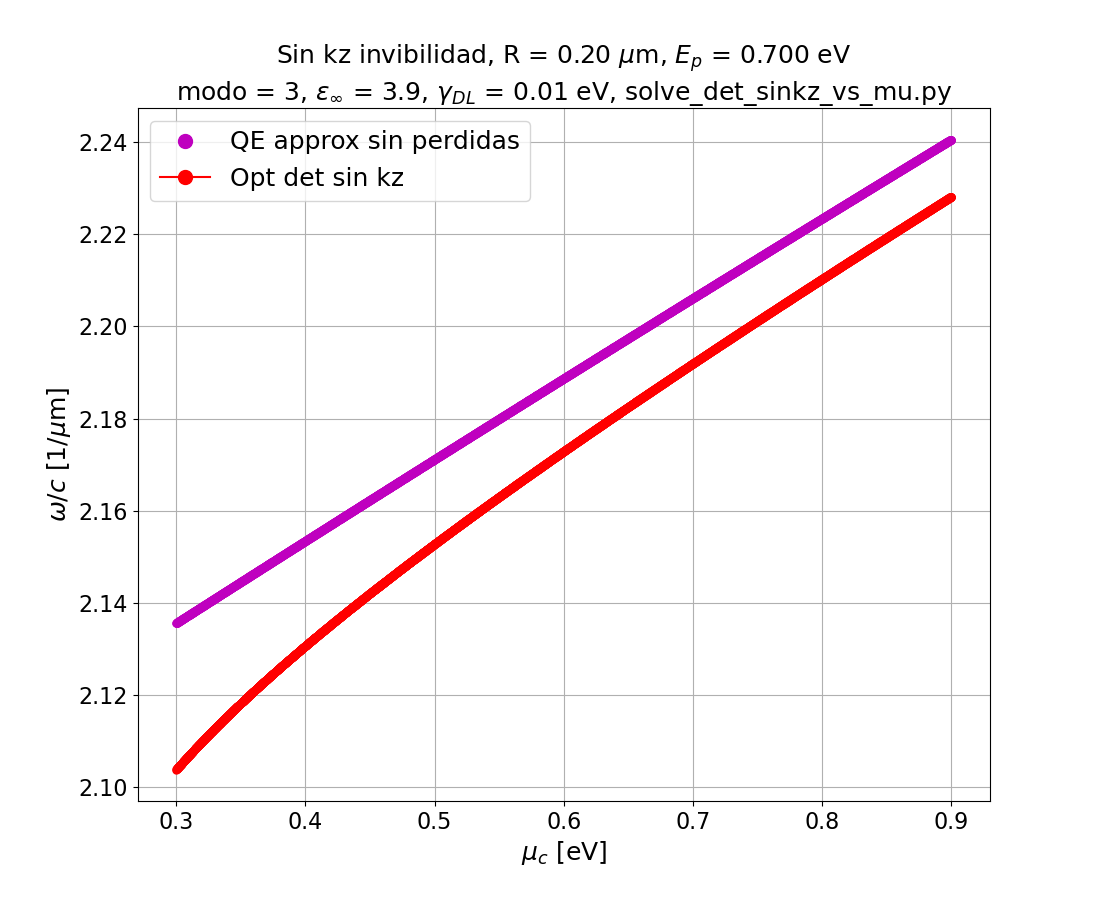 Sin kz invibilidad, R = 0.20 μm, E_p = 0.700 eV
modo = 3, ε_∞ = 3.9, γ_DL = 0.01 eV, solve_det_sinkz_vs_mu.py
QE approx sin perdidas
Opt det sin kz
ω/c [1/μm]
2.24
2.22
2.20
2.18
2.16
2.14
2.12
2.10
0.3 0.4 0.5 0.6 0.7 0.8 0.9
μ_c [eV]